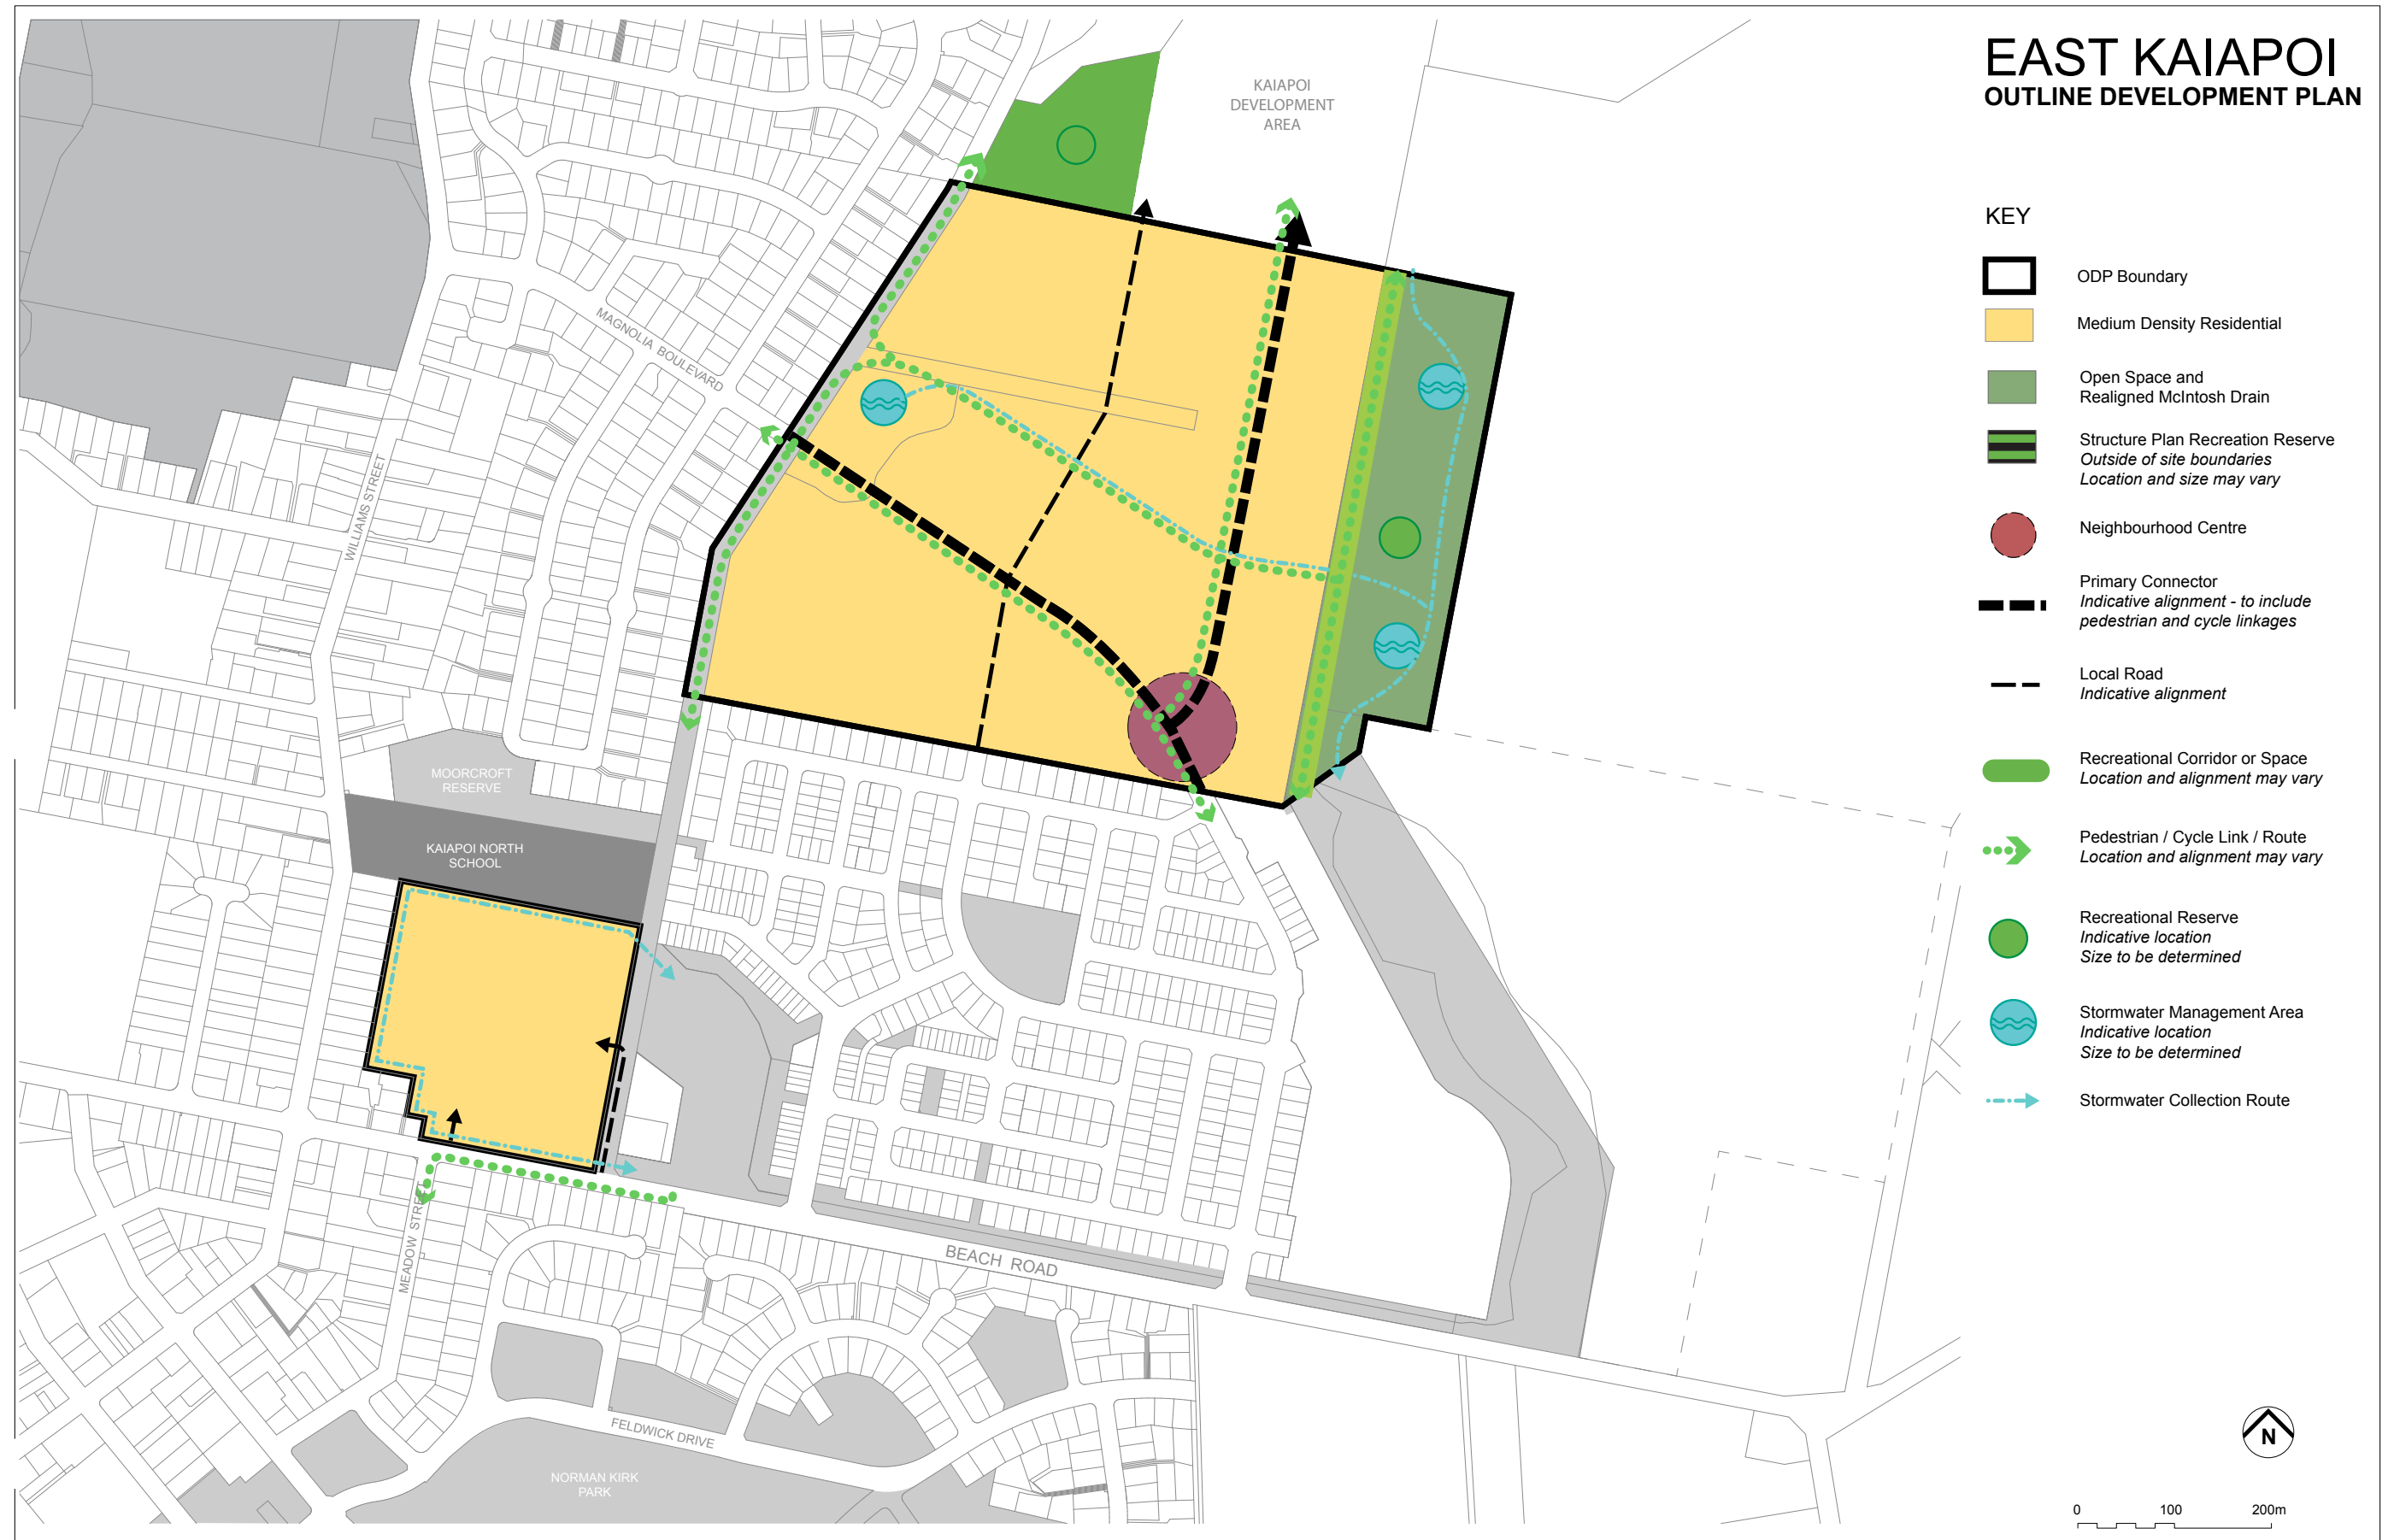 EAST KAIAPOI
OUTLINE DEVELOPMENT PLAN
KEY
ODP Boundary
Medium Density Residential
Open Space and
Realigned McIntosh Drain
Structure Plan Recreation Reserve
Outside of site boundaries
Location and size may vary
Neighbourhood Centre
Primary Connector
Indicative alignment - to include
pedestrian and cycle linkages
Local Road
Indicative alignment
Recreational Corridor or Space
Location and alignment may vary
Pedestrian / Cycle Link / Route
Location and alignment may vary
Recreational Reserve
Indicative location
Size to be determined
Stormwater Management Area
Indicative location
Size to be determined
Stormwater Collection Route
N
0 100 200m
KAIAPOI
DEVELOPMENT
AREA
MAGNOLIA BOULEVARD
WILLIAMS STREET
MOORCROFT
RESERVE
KAIAPOI NORTH
SCHOOL
MEADOW STREET
BEACH ROAD
FELDWICK DRIVE
NORMAN KIRK
PARK